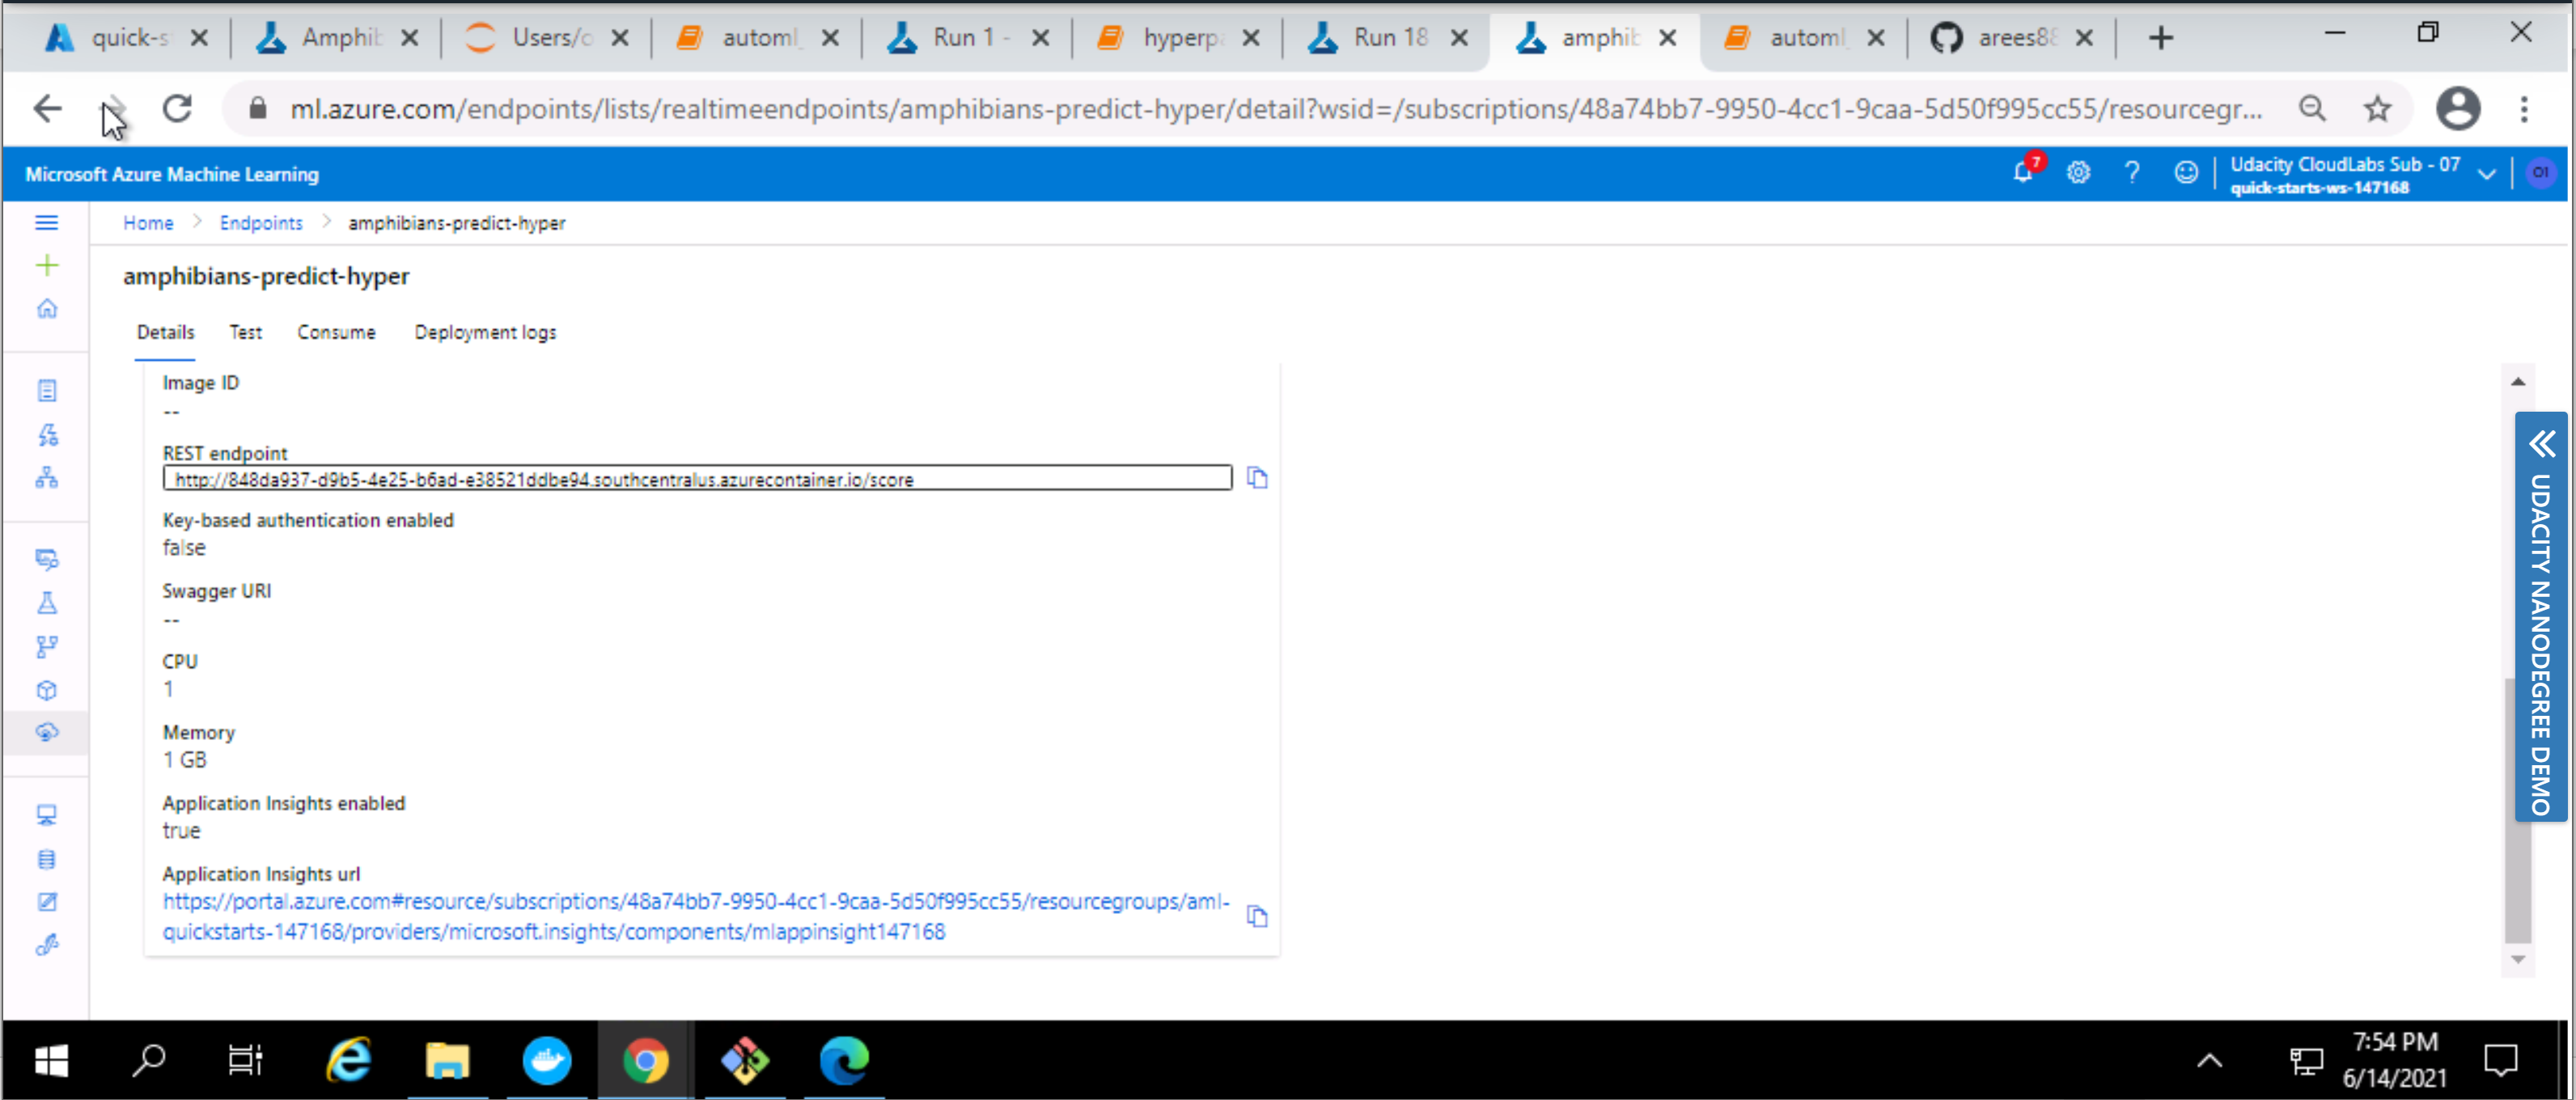 quick-s
Amphib
Users/o
automl_
Run 1 -
hyperpa
Run 18
amphib
automl_
arees88
ml.azure.com/endpoints/lists/realtimeendpoints/amphibians-predict-hyper/detail?wsid=/subscriptions/48a74bb7-9950-4cc1-9caa-5d50f995cc55/resourcegr...
Microsoft Azure Machine Learning
7
?
Udacity CloudLabs Sub - 07
quick-starts-ws-147168
OI
Home > Endpoints > amphibians-predict-hyper
amphibians-predict-hyper
Details Test Consume Deployment logs
Image ID
--
REST endpoint
http://848da937-d9b5-4e25-b6ad-e38521ddbe94.southcentralus.azurecontainer.io/score
Key-based authentication enabled
false
Swagger URI
--
CPU
1
Memory
1 GB
Application Insights enabled
true
Application Insights url
https://portal.azure.com#resource/subscriptions/48a74bb7-9950-4cc1-9caa-5d50f995cc55/resourcegroups/aml-
quickstarts-147168/providers/microsoft.insights/components/mlappinsight147168
UDACITY NANODEGREE DEMO
7:54 PM
6/14/2021